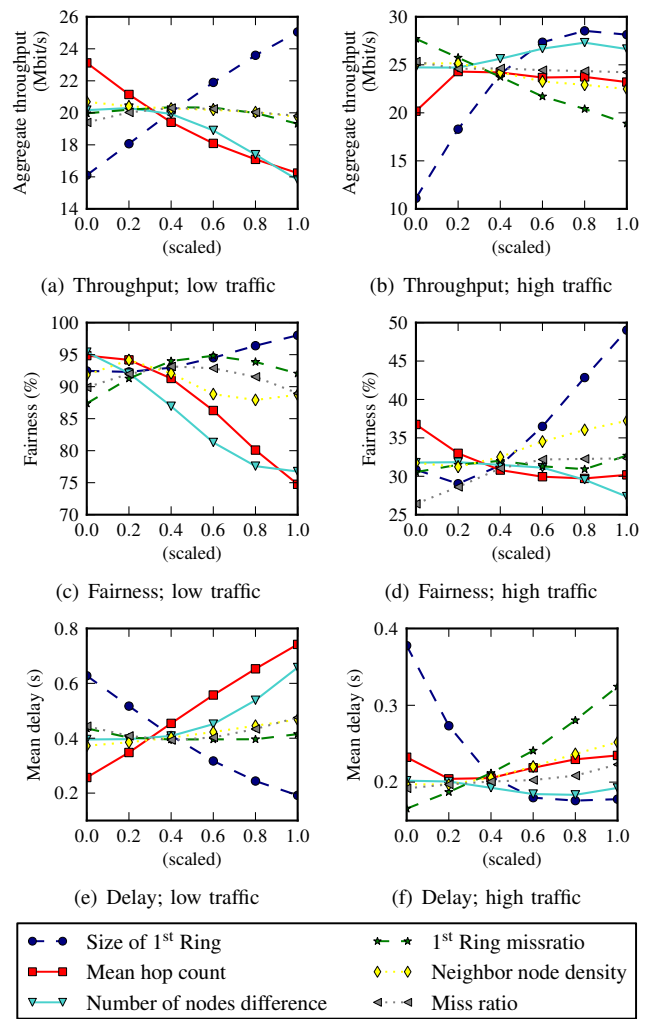 Aggregate throughput
(Mbit/s)
26
24
22
20
18
16
14
0.0 0.2 0.4 0.6 0.8 1.0
(scaled)
(a) Throughput; low traffic
Aggregate throughput
(Mbit/s)
30
25
20
15
10
0.0 0.2 0.4 0.6 0.8 1.0
(scaled)
(b) Throughput; high traffic
Fairness (%)
100
95
90
85
80
75
70
0.0 0.2 0.4 0.6 0.8 1.0
(scaled)
(c) Fairness; low traffic
Fairness (%)
50
45
40
35
30
25
0.0 0.2 0.4 0.6 0.8 1.0
(scaled)
(d) Fairness; high traffic
Mean delay (s)
0.8
0.6
0.4
0.2
0.0 0.2 0.4 0.6 0.8 1.0
(scaled)
(e) Delay; low traffic
Mean delay (s)
0.4
0.3
0.2
0.0 0.2 0.4 0.6 0.8 1.0
(scaled)
(f) Delay; high traffic
Size of 1st Ring
Mean hop count
Number of nodes difference
1st Ring missratio
Neighbor node density
Miss ratio